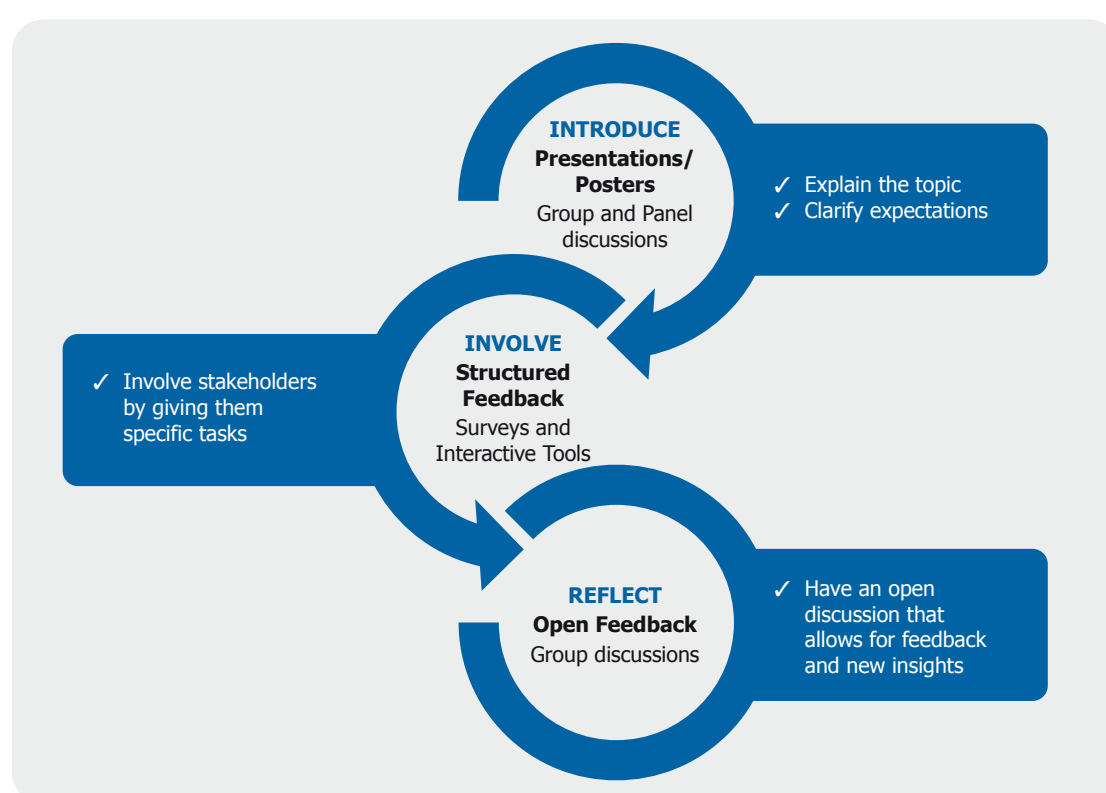 INTRODUCE
Presentations/
Posters
Group and Panel
discussions
✓ Explain the topic
✓ Clarify expectations
INVOLVE
Structured
Feedback
Surveys and
Interactive Tools
✓ Involve stakeholders
by giving them
specific tasks
REFLECT
Open Feedback
Group discussions
✓ Have an open
discussion that
allows for feedback
and new insights